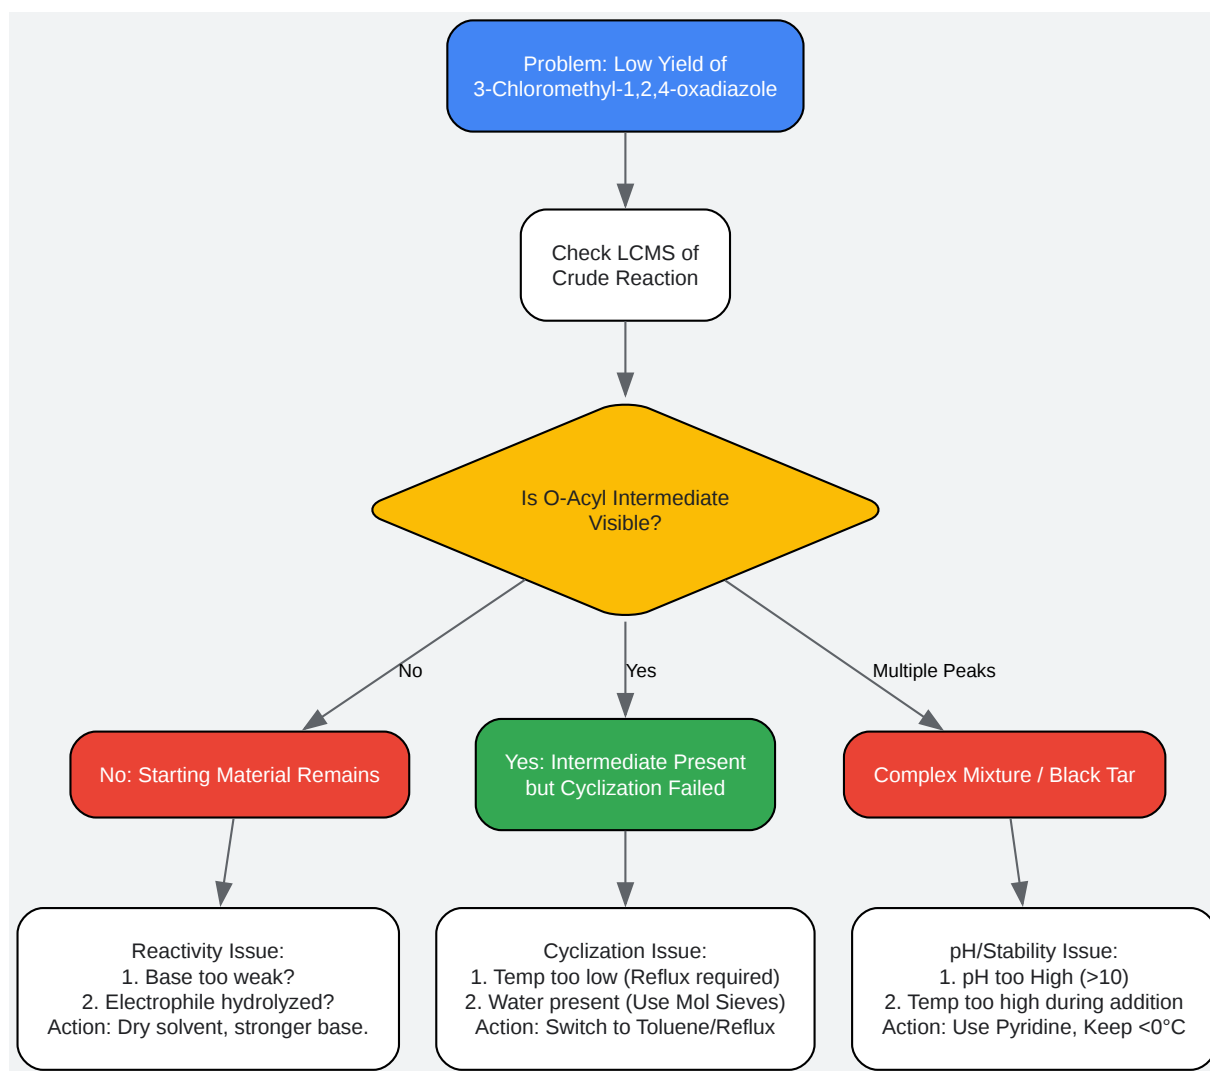 Problem: Low Yield of
3-Chloromethyl-1,2,4-oxadiazole
Check LCMS of
Crude Reaction
Is O-Acyl Intermediate
Visible?
No
Yes
Multiple Peaks
No: Starting Material Remains
Yes: Intermediate Present
but Cyclization Failed
Complex Mixture / Black Tar
Reactivity Issue:
1. Base too weak?
2. Electrophile hydrolyzed?
Action: Dry solvent, stronger base.
Cyclization Issue:
1. Temp too low (Reflux required)
2. Water present (Use Mol Sieves)
Action: Switch to Toluene/Reflux
pH/Stability Issue:
1. pH too High (>10)
2. Temp too high during addition
Action: Use Pyridine, Keep <0°C